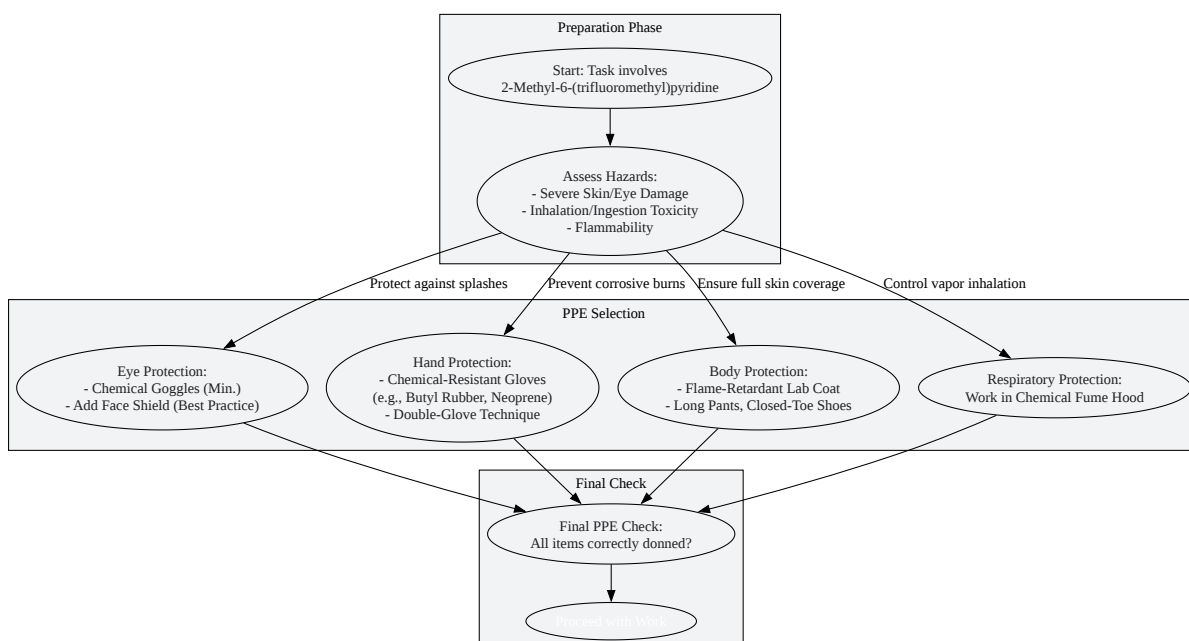 Preparation Phase
Start: Task involves
2-Methyl-6-(trifluoromethyl)pyridine
Assess Hazards:
- Severe Skin/Eye Damage
- Inhalation/Ingestion Toxicity
- Flammability
Protect against splashes
Prevent corrosive burns
Ensure full skin coverage
Control vapor inhalation
PPE Selection
Eye Protection:
- Chemical Goggles (Min.)
- Add Face Shield (Best Practice)
Hand Protection:
- Chemical-Resistant Gloves
(e.g., Butyl Rubber, Neoprene)
- Double-Glove Technique
Body Protection:
- Flame-Retardant Lab Coat
- Long Pants, Closed-Toe Shoes
Respiratory Protection:
Work in Chemical Fume Hood
Final Check
Final PPE Check:
All items correctly donned?
Proceed with Work